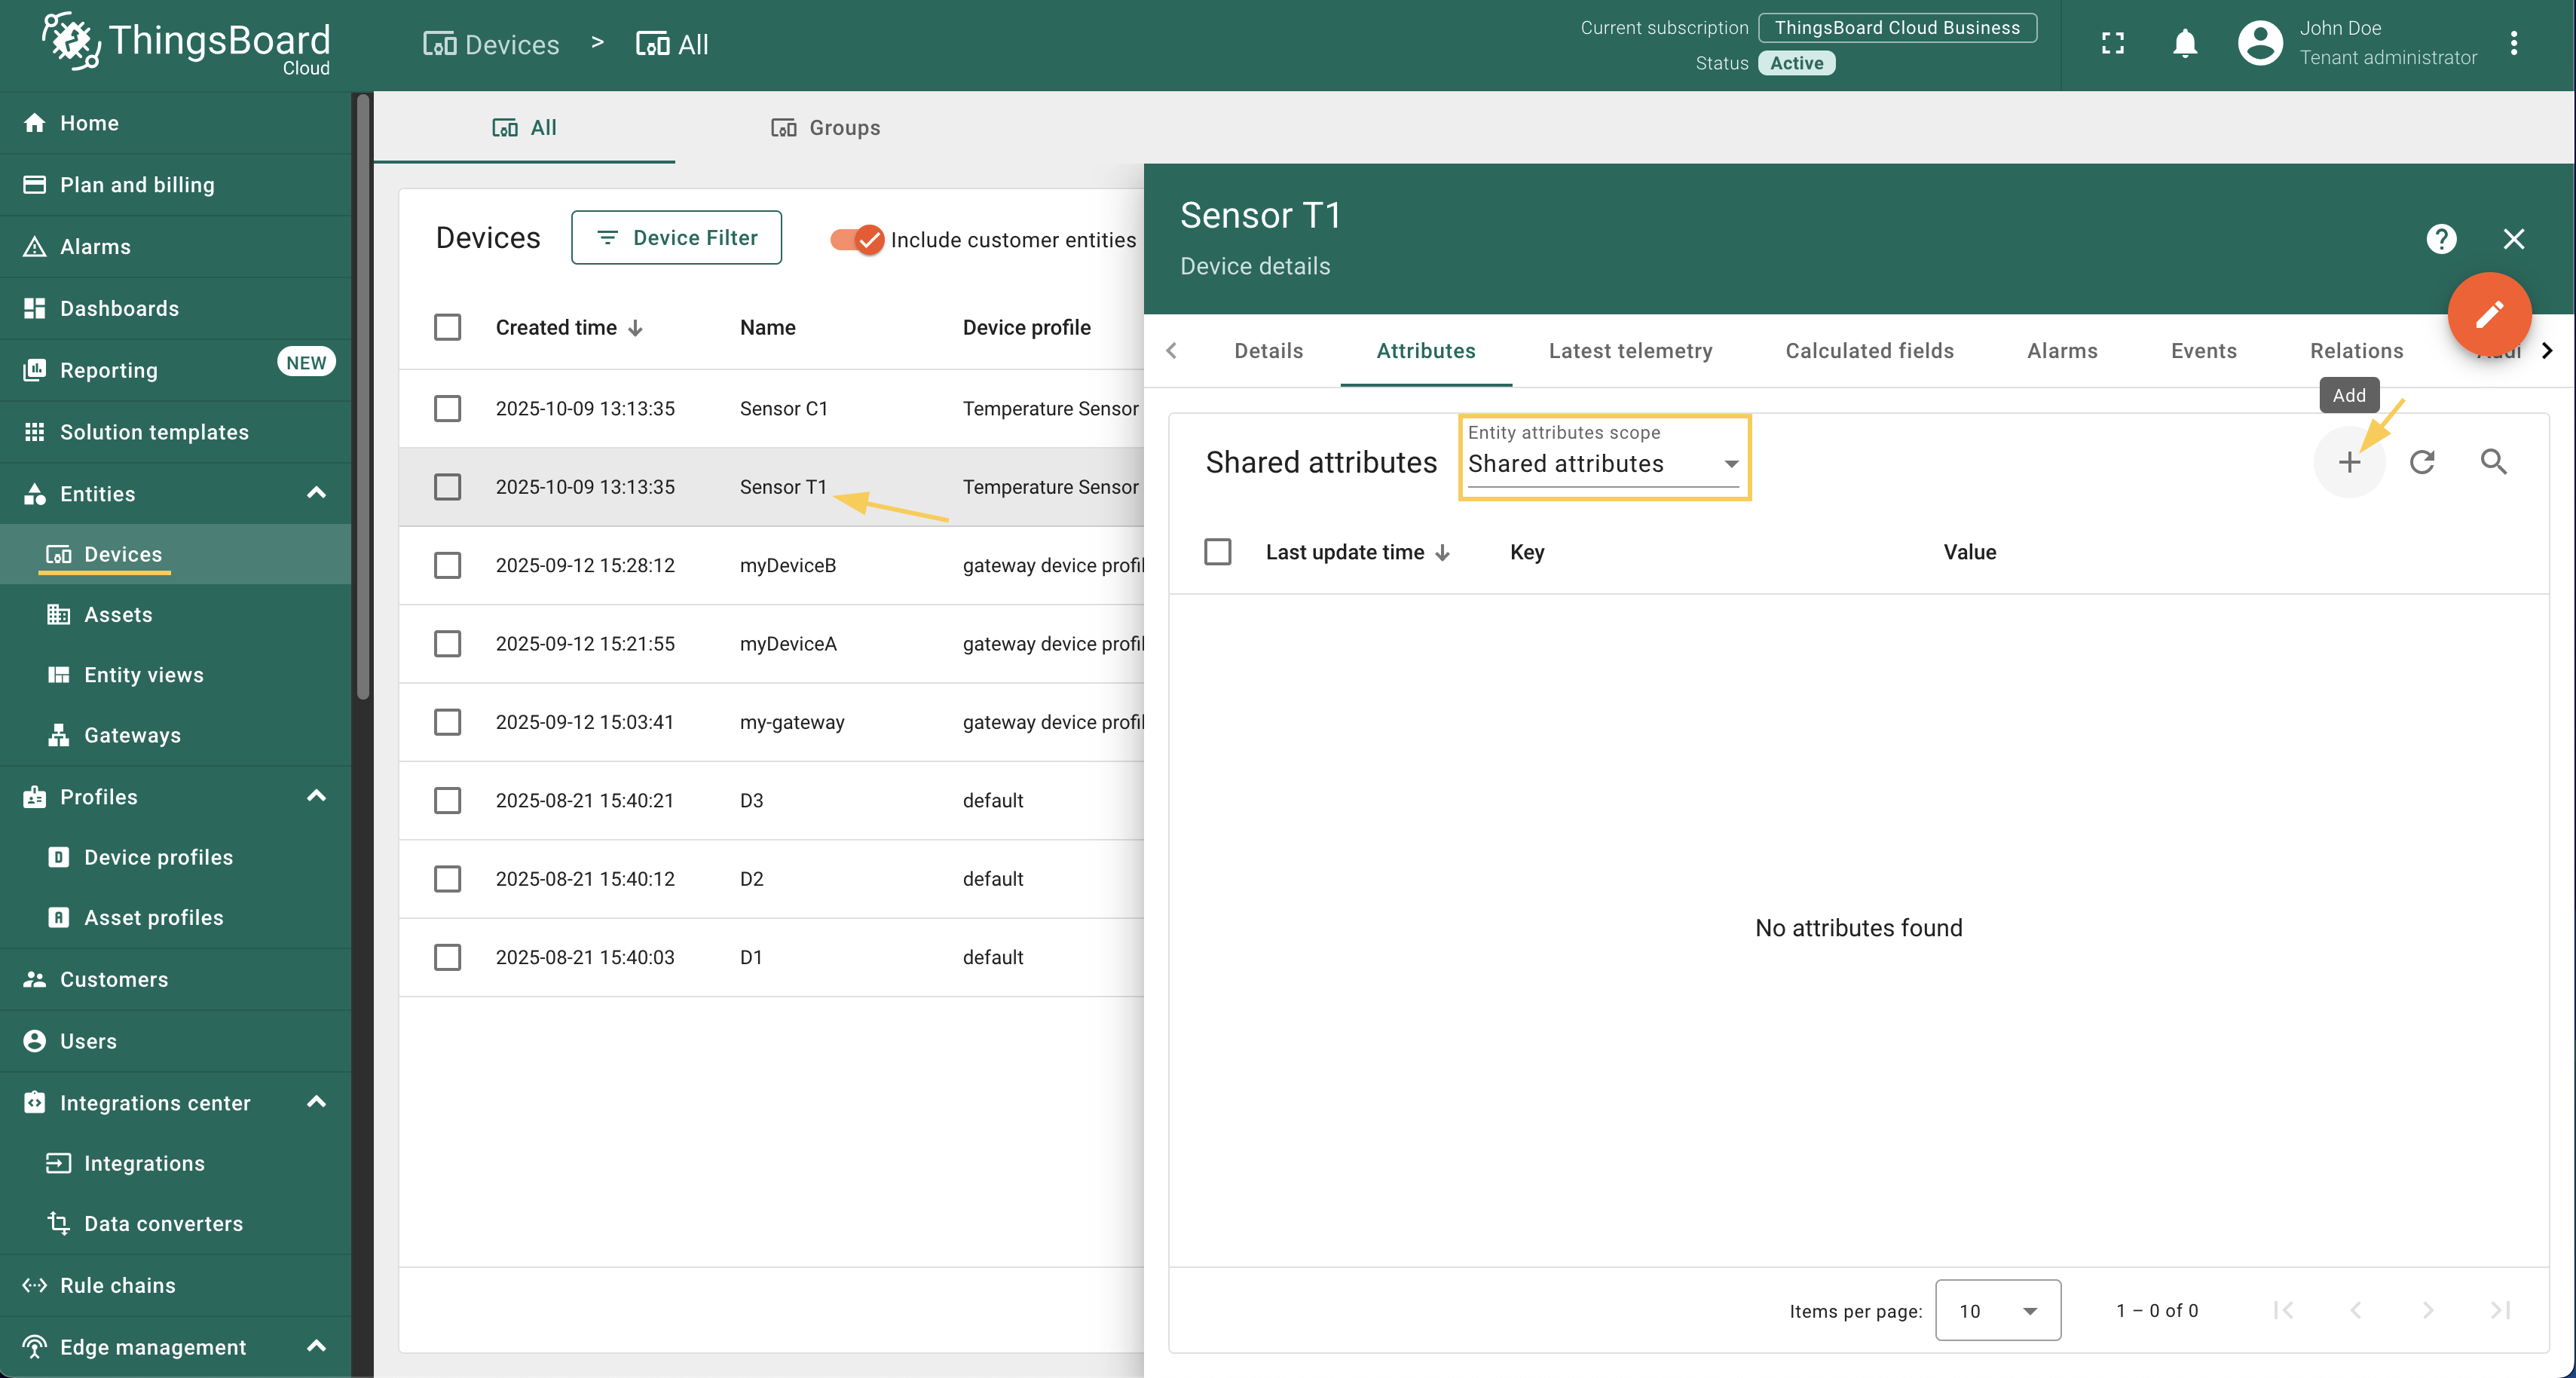 ThingsBoard
Cloud
Devices > All
Current subscription ThingsBoard Cloud Business
Status Active
John Doe
Tenant administrator
Home
Plan and billing
Alarms
Dashboards
Reporting NEW
Solution templates
Entities
Devices
Assets
Entity views
Gateways
Profiles
Device profiles
Asset profiles
Customers
Users
Integrations center
Integrations
Data converters
Rule chains
Edge management
All Groups
Devices Device Filter Include customer entities
Created time Name Device profile
2025-10-09 13:13:35 Sensor C1 Temperature Sensor
2025-10-09 13:13:35 Sensor T1 Temperature Sensor
2025-09-12 15:28:12 myDeviceB gateway device profil
2025-09-12 15:21:55 myDeviceA gateway device profil
2025-09-12 15:03:41 my-gateway gateway device profil
2025-08-21 15:40:21 D3 default
2025-08-21 15:40:12 D2 default
2025-08-21 15:40:03 D1 default
Sensor T1
Device details
Details Attributes Latest telemetry Calculated fields Alarms Events Relations
Add
Shared attributes
Entity attributes scope
Shared attributes
Last update time Key Value
No attributes found
Items per page: 10 1 – 0 of 0